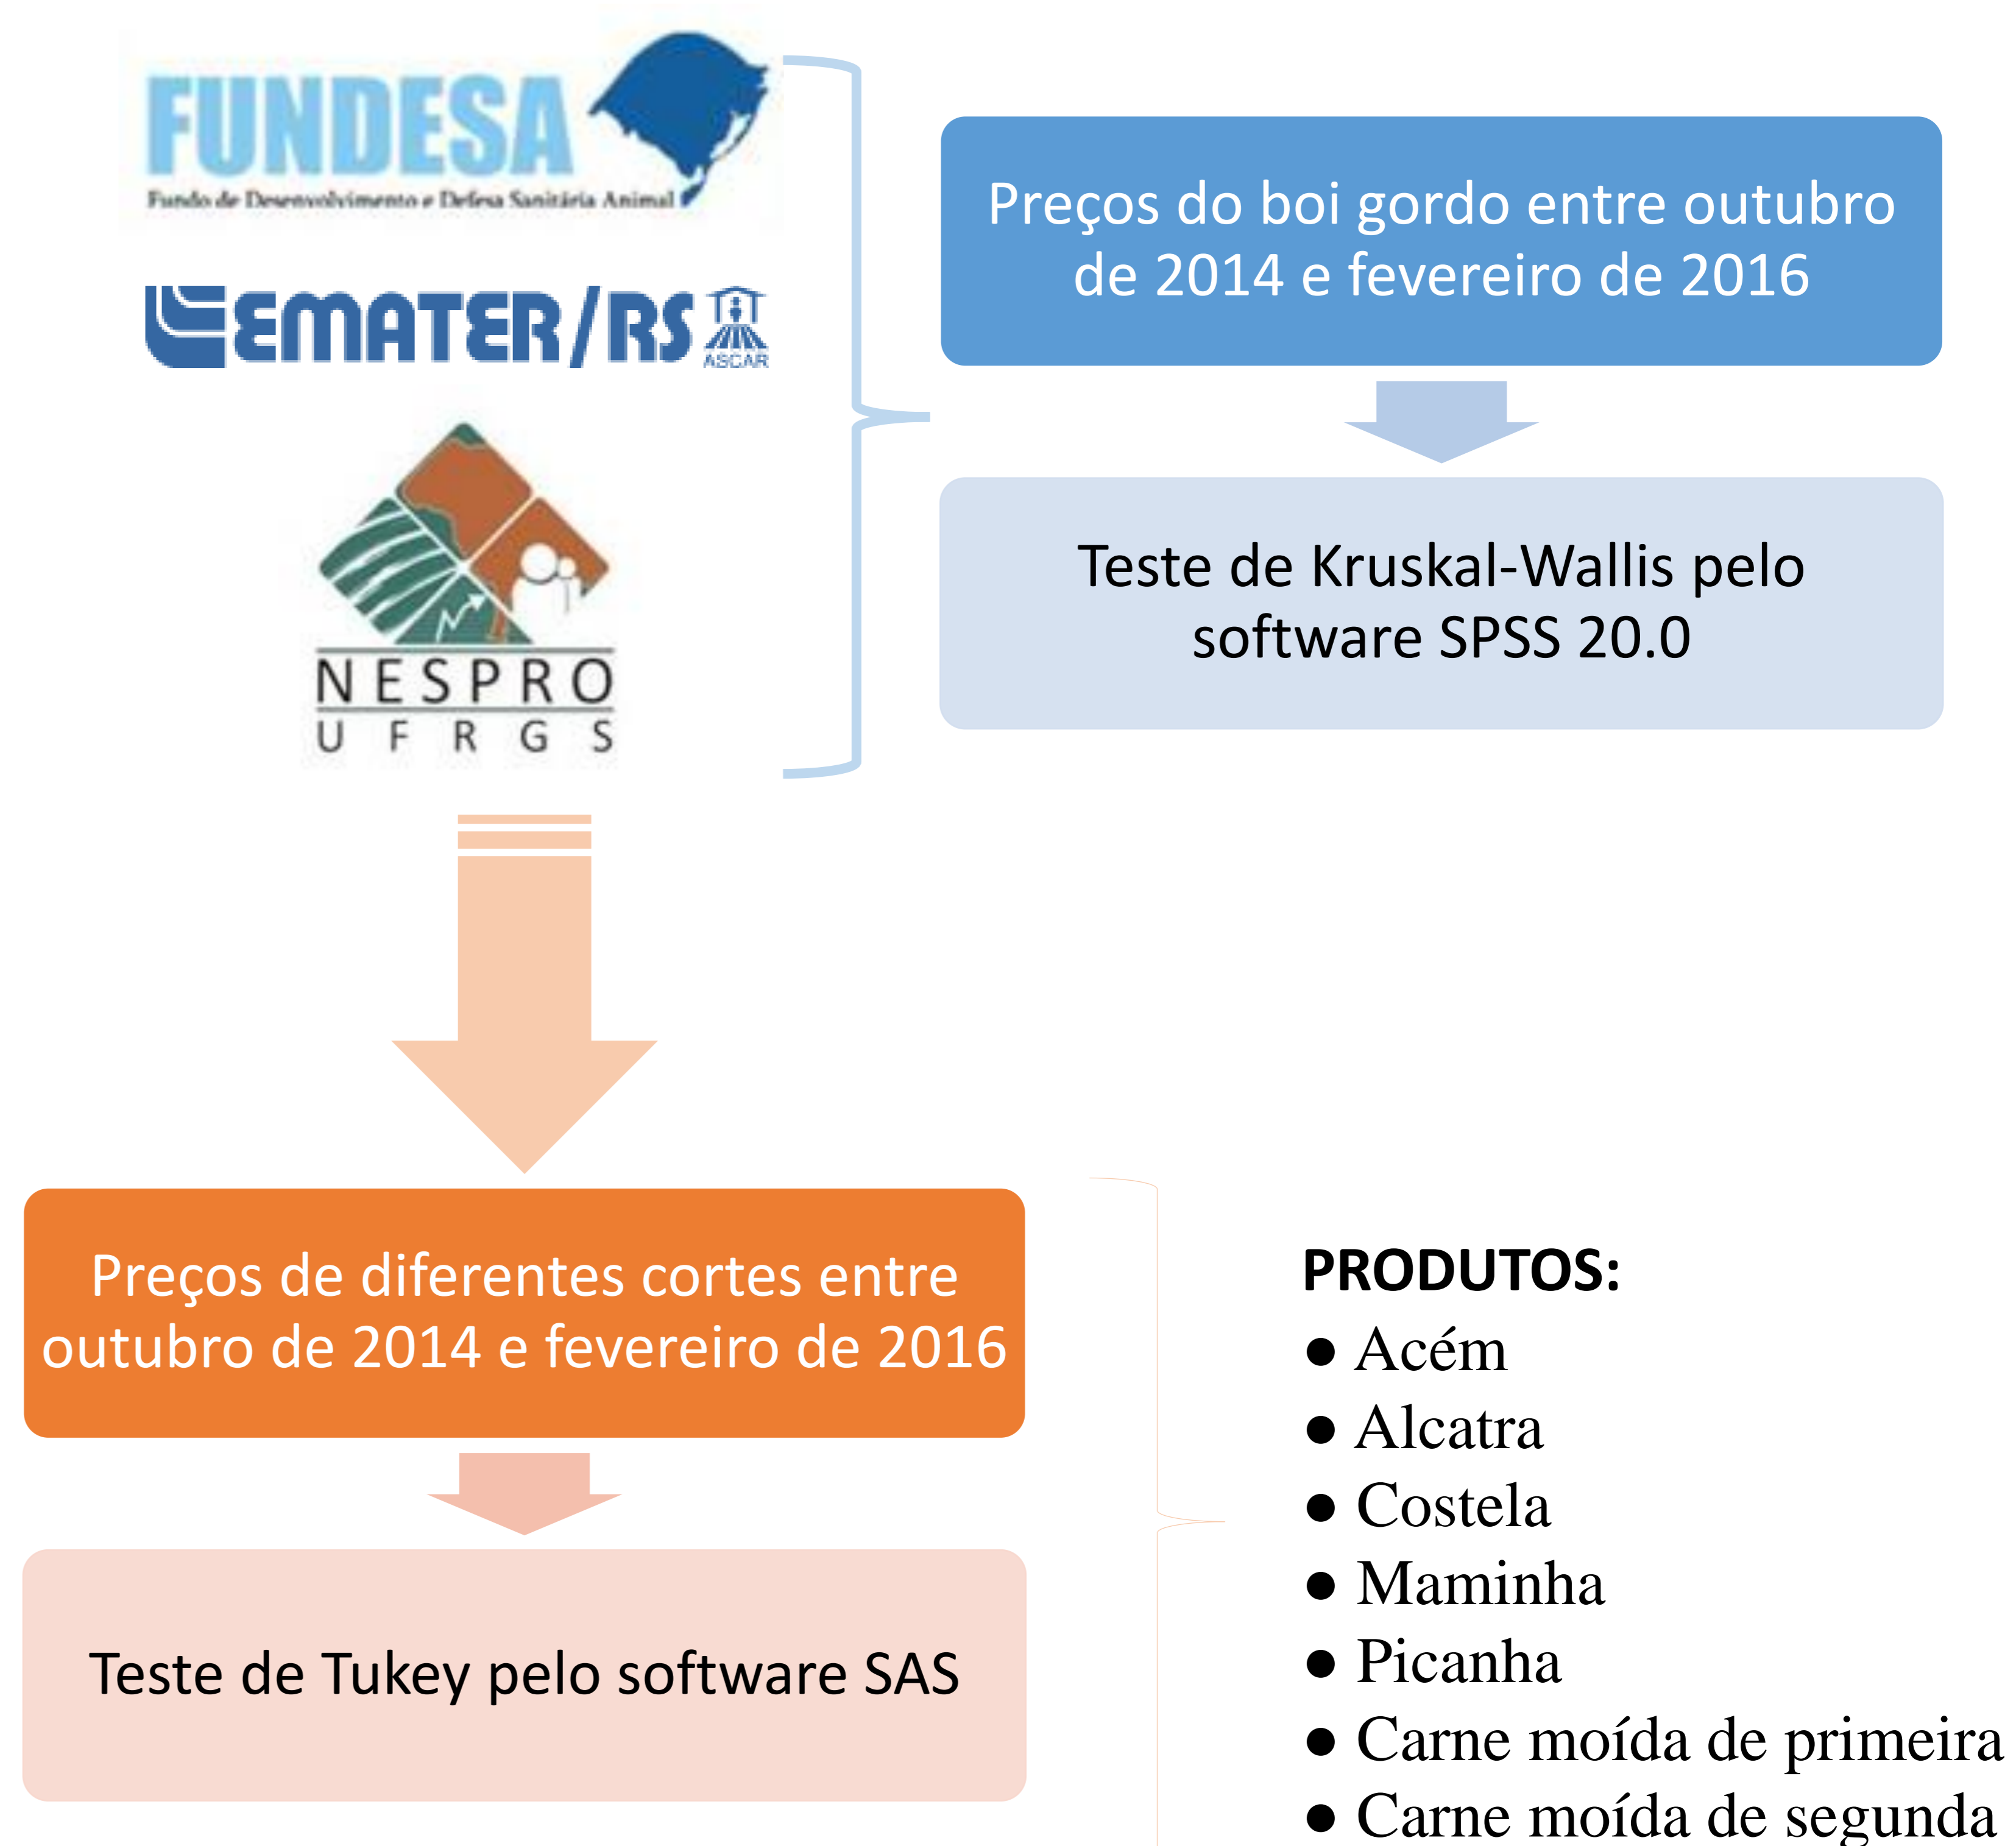 FUNDESA
Fundo de Desenvolvimento e Defesa Sanitária Animal
EMATER/RS
ASCAR
NESPRO
UFRGS
Preços do boi gordo entre outubro
de 2014 e fevereiro de 2016
Teste de Kruskal-Wallis pelo
software SPSS 20.0
Preços de diferentes cortes entre
outubro de 2014 e fevereiro de 2016
Teste de Tukey pelo software SAS
PRODUTOS:
● Acém
● Alcatra
● Costela
● Maminha
● Picanha
● Carne moída de primeira
● Carne moída de segunda